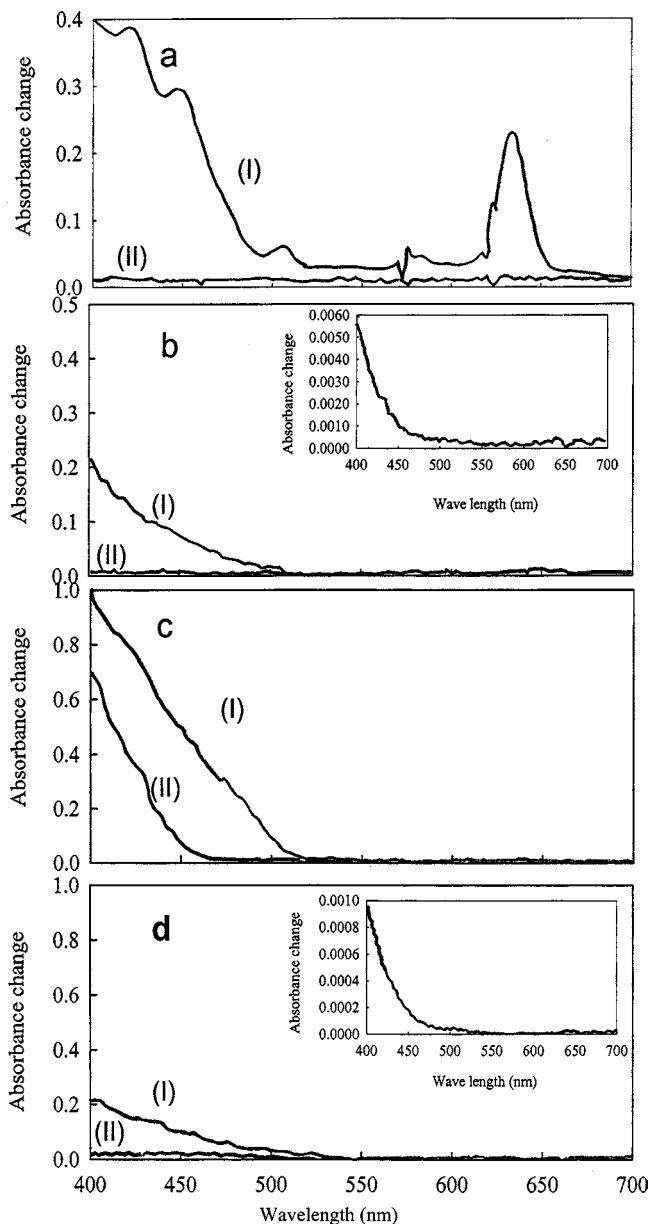 0.4
0.3
0.2
0.1
0.0
Absorbance change
a
(I)
(II)
0.5
0.4
0.3
0.2
0.1
0.0
Absorbance change
b
(I)
(II)
0.0060
0.0050
0.0040
0.0030
0.0020
0.0010
0.0000
Absorbance change
400 450 500 550 600 650 700
Wave length (nm)
1.0
0.8
0.6
0.4
0.2
0.0
Absorbance change
c
(I)
(II)
1.0
0.8
0.6
0.4
0.2
0.0
Absorbance change
d
(I)
(II)
0.0010
0.0008
0.0006
0.0004
0.0002
0.0000
Absorbance change
400 450 500 550 600 650 700
Wave length (nm)
400 450 500 550 600 650 700
Wavelength (nm)